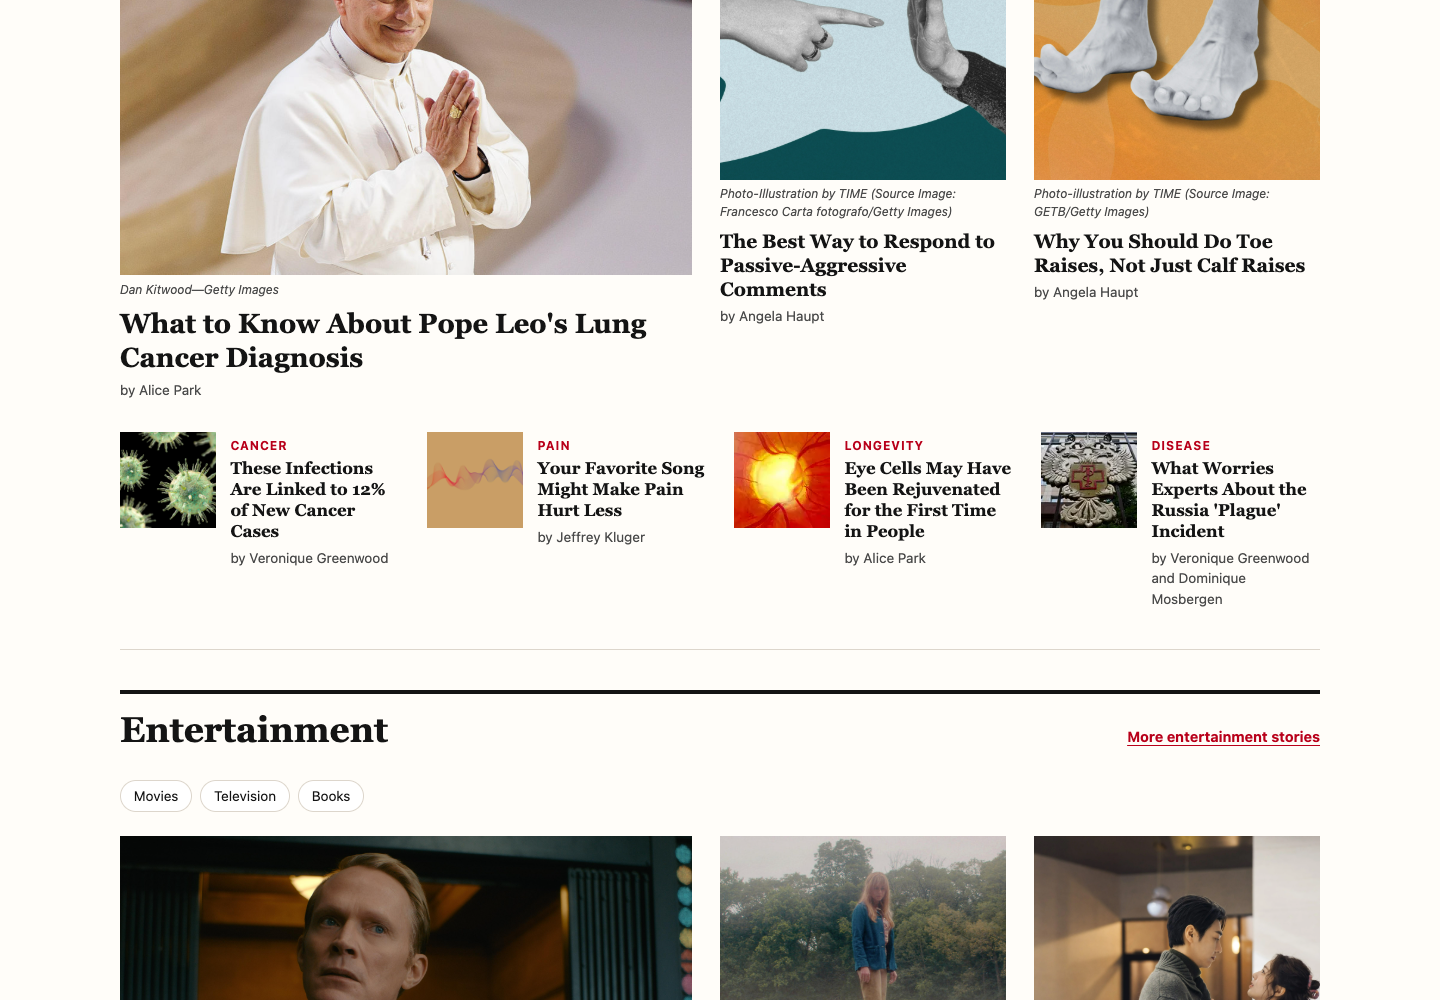 Dan Kitwood—Getty Images
What to Know About Pope Leo's Lung
Cancer Diagnosis
by Alice Park
Photo-Illustration by TIME (Source Image:
Francesco Carta fotografo/Getty Images)
The Best Way to Respond to
Passive-Aggressive
Comments
by Angela Haupt
Photo-illustration by TIME (Source Image:
GETB/Getty Images)
Why You Should Do Toe
Raises, Not Just Calf Raises
by Angela Haupt
CANCER
These Infections
Are Linked to 12%
of New Cancer
Cases
by Veronique Greenwood
PAIN
Your Favorite Song
Might Make Pain
Hurt Less
by Jeffrey Kluger
LONGEVITY
Eye Cells May Have
Been Rejuvenated
for the First Time
in People
by Alice Park
DISEASE
What Worries
Experts About the
Russia 'Plague'
Incident
by Veronique Greenwood
and Dominique
Mosbergen
Entertainment
More entertainment stories
Movies
Television
Books